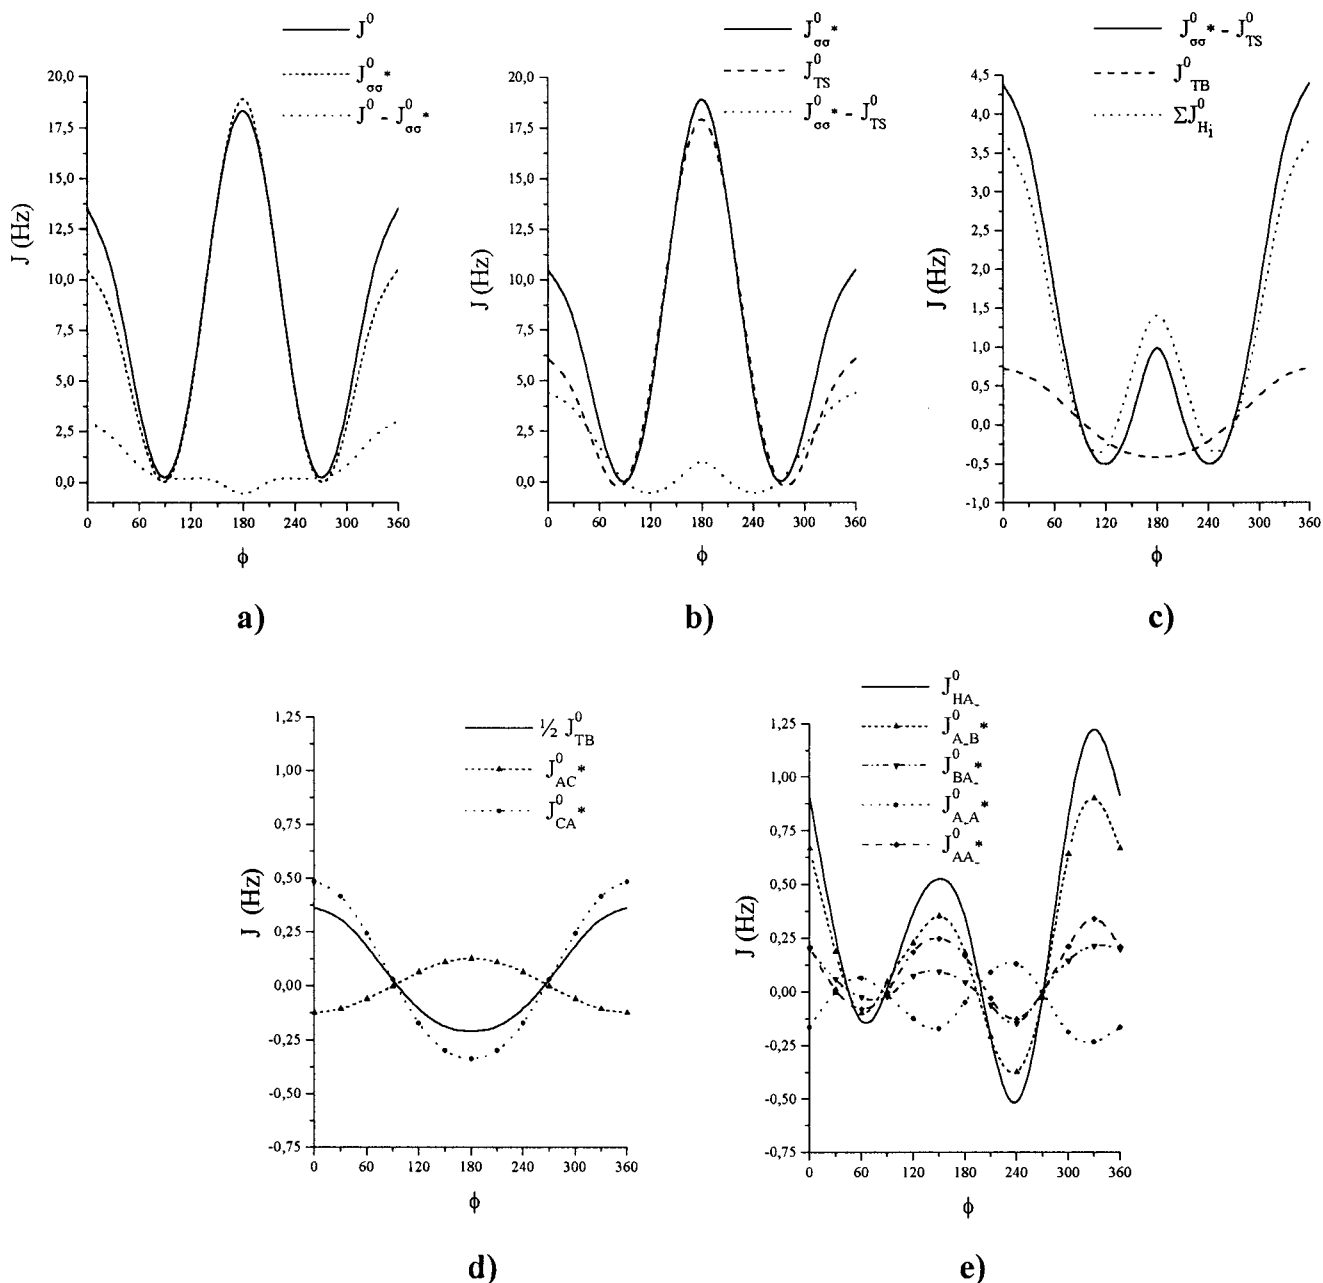 J⁰
J⁰σσ*
J⁰ - J⁰σσ*
20,0
17,5
15,0
12,5
10,0
7,5
5,0
2,5
0,0
J (Hz)
0 60 120 180 240 300 360
ϕ
a)
J⁰σσ*
J⁰TS
J⁰σσ* - J⁰TS
20,0
17,5
15,0
12,5
10,0
7,5
5,0
2,5
0,0
J (Hz)
0 60 120 180 240 300 360
ϕ
b)
J⁰σσ* - J⁰TS
J⁰TB
ΣJ⁰Hi
4,5
4,0
3,5
3,0
2,5
2,0
1,5
1,0
0,5
0,0
-0,5
-1,0
J (Hz)
0 60 120 180 240 300 360
ϕ
c)
½ J⁰TB
J⁰AC*
J⁰CA*
1,25
1,00
0,75
0,50
0,25
0,00
-0,25
-0,50
-0,75
J (Hz)
0 60 120 180 240 300 360
ϕ
d)
J⁰HA-
J⁰A-B*
J⁰BA-*
J⁰A-A*
J⁰AA-*
1,25
1,00
0,75
0,50
0,25
0,00
-0,25
-0,50
-0,75
J (Hz)
0 60 120 180 240 300 360
ϕ
e)